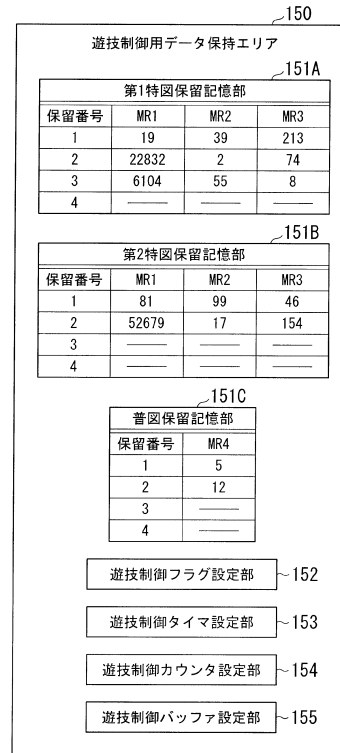 150
遊技制御用データ保持エリア
151A
第1特図保留記憶部
保留番号 MR1 MR2 MR3
1 19 39 213
2 22832 2 74
3 6104 55 8
4 ——— ——— ———
151B
第2特図保留記憶部
保留番号 MR1 MR2 MR3
1 81 99 46
2 52679 17 154
3 ——— ——— ———
4 ——— ——— ———
151C
普図保留記憶部
保留番号 MR4
1 5
2 12
3 ———
4 ———
遊技制御フラグ設定部 152
遊技制御タイマ設定部 153
遊技制御カウンタ設定部 154
遊技制御バッファ設定部 155